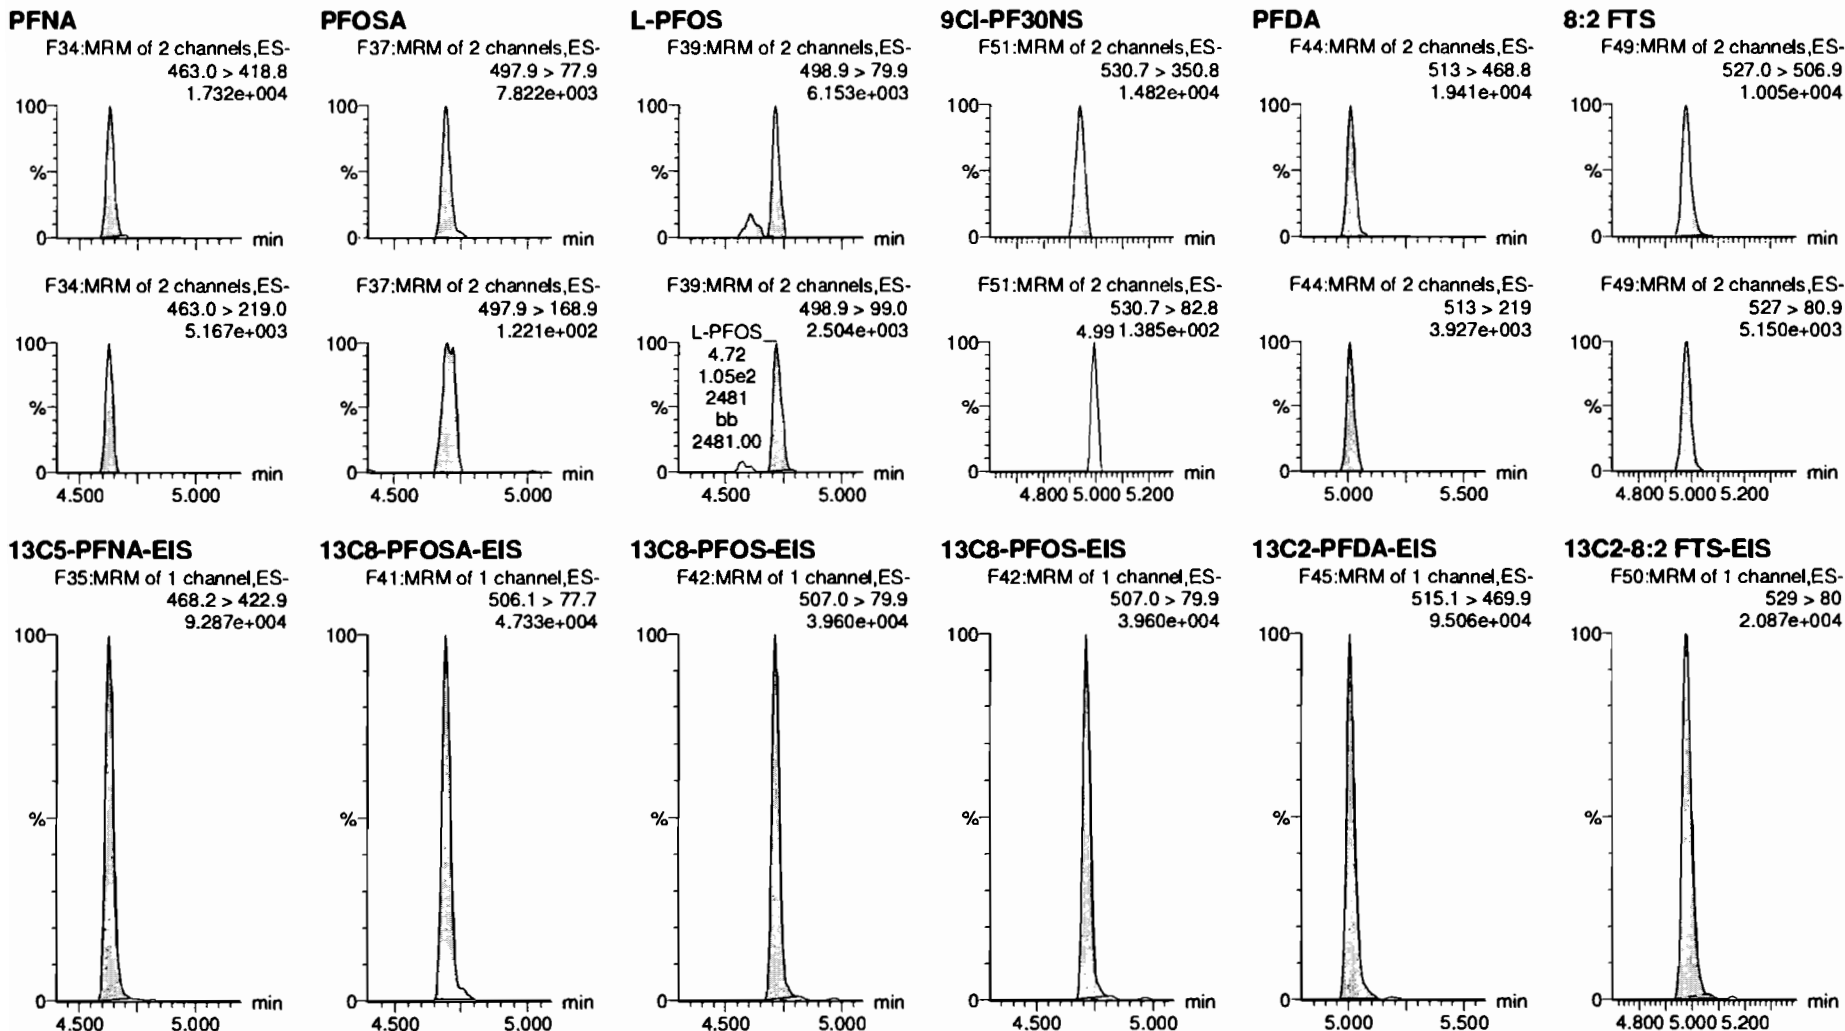 PFNA
F34:MRM of 2 channels,ES-
463.0 > 418.8
1.732e+004
100
%
0
min
F34:MRM of 2 channels,ES-
463.0 > 219.0
5.167e+003
100
%
0
min
4.500 5.000
13C5-PFNA-EIS
F35:MRM of 1 channel,ES-
468.2 > 422.9
9.287e+004
100
%
0
min
4.500 5.000
PFOSA
F37:MRM of 2 channels,ES-
497.9 > 77.9
7.822e+003
100
%
0
min
F37:MRM of 2 channels,ES-
497.9 > 168.9
1.221e+002
100
%
0
min
4.500 5.000
13C8-PFOSA-EIS
F41:MRM of 1 channel,ES-
506.1 > 77.7
4.733e+004
100
%
0
min
4.500 5.000
L-PFOS
F39:MRM of 2 channels,ES-
498.9 > 79.9
6.153e+003
100
%
0
min
F39:MRM of 2 channels,ES-
498.9 > 99.0
2.504e+003
L-PFOS
4.72
1.05e2
2481
bb
2481.00
100
%
0
min
4.500 5.000
13C8-PFOS-EIS
F42:MRM of 1 channel,ES-
507.0 > 79.9
3.960e+004
100
%
0
min
4.500 5.000
9Cl-PF30NS
F51:MRM of 2 channels,ES-
530.7 > 350.8
1.482e+004
100
%
0
min
F51:MRM of 2 channels,ES-
530.7 > 82.8
4.99 1.385e+002
100
%
0
min
4.800 5.000 5.200
13C8-PFOS-EIS
F42:MRM of 1 channel,ES-
507.0 > 79.9
3.960e+004
100
%
0
min
4.500 5.000
PFDA
F44:MRM of 2 channels,ES-
513 > 468.8
1.941e+004
100
%
0
min
F44:MRM of 2 channels,ES-
513 > 219
3.927e+003
100
%
0
min
5.000 5.500
13C2-PFDA-EIS
F45:MRM of 1 channel,ES-
515.1 > 469.9
9.506e+004
100
%
0
min
5.000 5.500
8:2 FTS
F49:MRM of 2 channels,ES-
527.0 > 506.9
1.005e+004
100
%
0
min
F49:MRM of 2 channels,ES-
527 > 80.9
5.150e+003
100
%
0
min
4.800 5.000 5.200
13C2-8:2 FTS-EIS
F50:MRM of 1 channel,ES-
529 > 80
2.087e+004
100
%
0
min
4.800 5.000 5.200